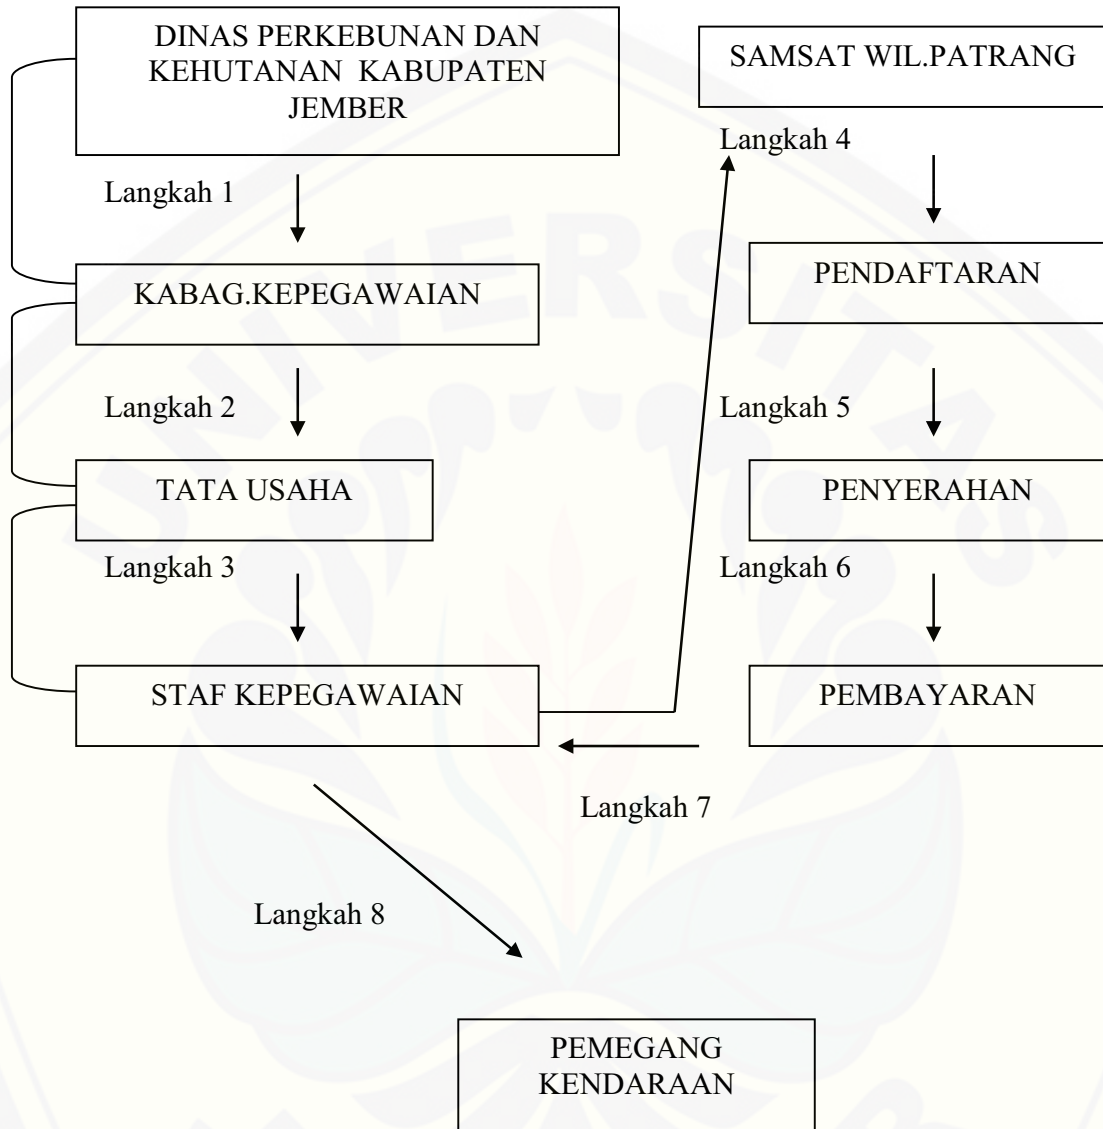 DINAS PERKEBUNAN DAN
KEHUTANAN KABUPATEN
JEMBER
Langkah 1
KABAG.KEPEGAWAIAN
Langkah 2
TATA USAHA
Langkah 3
STAF KEPEGAWAIAN
SAMSAT WIL.PATRANG
Langkah 4
PENDAFTARAN
Langkah 5
PENYERAHAN
Langkah 6
PEMBAYARAN
Langkah 7
Langkah 8
PEMEGANG
KENDARAAN
UNIVERSITAS